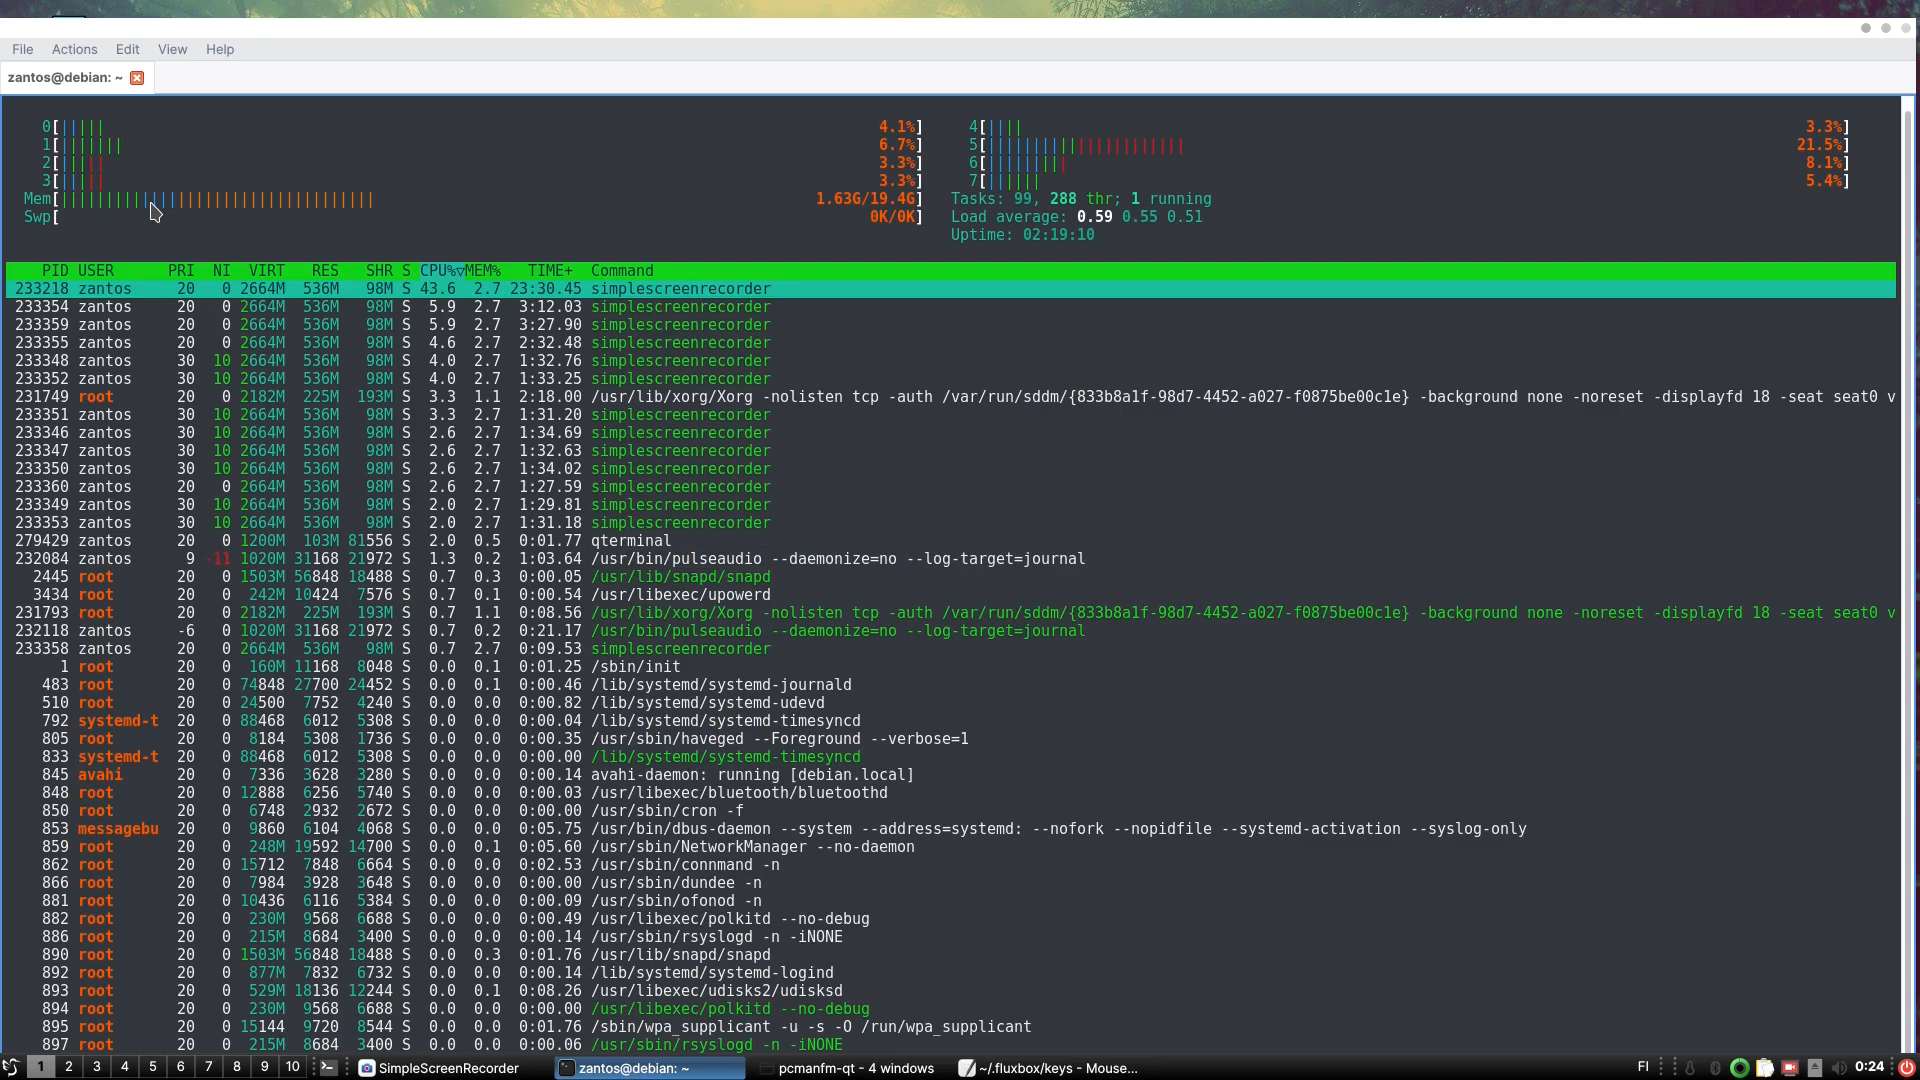 File Actions Edit View Help
zantos@debian: ~
0[||||| 4.1%] 4[|||| 3.3%]
1[||||||| 6.7%] 5[||||||||||||||||||||||| 21.5%]
2[||||| 3.3%] 6[||||||||| 8.1%]
3[||||| 3.3%] 7[|||||| 5.4%]
Mem[||||||||||||||||||||||||||||||||||| 1.63G/19.4G] Tasks: 99, 288 thr; 1 running
Swp[ 0K/0K] Load average: 0.59 0.55 0.51
Uptime: 02:19:10
PID USER PRI NI VIRT RES SHR S CPU%▽MEM% TIME+ Command
233218 zantos 20 0 2664M 536M 98M S 43.6 2.7 23:30.45 simplescreenrecorder
233354 zantos 20 0 2664M 536M 98M S 5.9 2.7 3:12.03 simplescreenrecorder
233359 zantos 20 0 2664M 536M 98M S 5.9 2.7 3:27.90 simplescreenrecorder
233355 zantos 20 0 2664M 536M 98M S 4.6 2.7 2:32.48 simplescreenrecorder
233348 zantos 30 10 2664M 536M 98M S 4.0 2.7 1:32.76 simplescreenrecorder
233352 zantos 30 10 2664M 536M 98M S 4.0 2.7 1:33.25 simplescreenrecorder
231749 root 20 0 2182M 225M 193M S 3.3 1.1 2:18.00 /usr/lib/xorg/Xorg -nolisten tcp -auth /var/run/sddm/{833b8a1f-98d7-4452-a027-f0875be00c1e} -background none -noreset -displayfd 18 -seat seat0 v
233351 zantos 30 10 2664M 536M 98M S 3.3 2.7 1:31.20 simplescreenrecorder
233346 zantos 30 10 2664M 536M 98M S 2.6 2.7 1:34.69 simplescreenrecorder
233347 zantos 30 10 2664M 536M 98M S 2.6 2.7 1:32.63 simplescreenrecorder
233350 zantos 30 10 2664M 536M 98M S 2.6 2.7 1:34.02 simplescreenrecorder
233360 zantos 20 0 2664M 536M 98M S 2.6 2.7 1:27.59 simplescreenrecorder
233349 zantos 30 10 2664M 536M 98M S 2.0 2.7 1:29.81 simplescreenrecorder
233353 zantos 30 10 2664M 536M 98M S 2.0 2.7 1:31.18 simplescreenrecorder
279429 zantos 20 0 1200M 103M 81556 S 2.0 0.5 0:01.77 qterminal
232084 zantos 9 -11 1020M 31168 21972 S 1.3 0.2 1:03.64 /usr/bin/pulseaudio --daemonize=no --log-target=journal
2445 root 20 0 1503M 56848 18488 S 0.7 0.3 0:00.05 /usr/lib/snapd/snapd
3434 root 20 0 242M 10424 7576 S 0.7 0.1 0:00.54 /usr/libexec/upowerd
231793 root 20 0 2182M 225M 193M S 0.7 1.1 0:08.56 /usr/lib/xorg/Xorg -nolisten tcp -auth /var/run/sddm/{833b8a1f-98d7-4452-a027-f0875be00c1e} -background none -noreset -displayfd 18 -seat seat0 v
232118 zantos -6 0 1020M 31168 21972 S 0.7 0.2 0:21.17 /usr/bin/pulseaudio --daemonize=no --log-target=journal
233358 zantos 20 0 2664M 536M 98M S 0.7 2.7 0:09.53 simplescreenrecorder
1 root 20 0 160M 11168 8048 S 0.0 0.1 0:01.25 /sbin/init
483 root 20 0 74848 27700 24452 S 0.0 0.1 0:00.46 /lib/systemd/systemd-journald
510 root 20 0 24500 7752 4240 S 0.0 0.0 0:00.82 /lib/systemd/systemd-udevd
792 systemd-t 20 0 88468 6012 5308 S 0.0 0.0 0:00.04 /lib/systemd/systemd-timesyncd
805 root 20 0 8184 5308 1736 S 0.0 0.0 0:00.35 /usr/sbin/haveged --Foreground --verbose=1
833 systemd-t 20 0 88468 6012 5308 S 0.0 0.0 0:00.00 /lib/systemd/systemd-timesyncd
845 avahi 20 0 7336 3628 3280 S 0.0 0.0 0:00.14 avahi-daemon: running [debian.local]
848 root 20 0 12888 6256 5740 S 0.0 0.0 0:00.03 /usr/libexec/bluetooth/bluetoothd
850 root 20 0 6748 2932 2672 S 0.0 0.0 0:00.00 /usr/sbin/cron -f
853 messagebu 20 0 9860 6104 4068 S 0.0 0.0 0:05.75 /usr/bin/dbus-daemon --system --address=systemd: --nofork --nopidfile --systemd-activation --syslog-only
859 root 20 0 248M 19592 14700 S 0.0 0.1 0:05.60 /usr/sbin/NetworkManager --no-daemon
862 root 20 0 15712 7848 6664 S 0.0 0.0 0:02.53 /usr/sbin/connmand -n
866 root 20 0 7984 3928 3648 S 0.0 0.0 0:00.00 /usr/sbin/dundee -n
881 root 20 0 10436 6116 5384 S 0.0 0.0 0:00.09 /usr/sbin/ofonod -n
882 root 20 0 230M 9568 6688 S 0.0 0.0 0:00.49 /usr/libexec/polkitd --no-debug
886 root 20 0 215M 8684 3400 S 0.0 0.0 0:00.14 /usr/sbin/rsyslogd -n -iNONE
890 root 20 0 1503M 56848 18488 S 0.0 0.3 0:01.76 /usr/lib/snapd/snapd
892 root 20 0 877M 7832 6732 S 0.0 0.0 0:00.14 /lib/systemd/systemd-logind
893 root 20 0 529M 18136 12244 S 0.0 0.1 0:08.26 /usr/libexec/udisks2/udisksd
894 root 20 0 230M 9568 6688 S 0.0 0.0 0:00.00 /usr/libexec/polkitd --no-debug
895 root 20 0 15144 9720 8544 S 0.0 0.0 0:01.76 /sbin/wpa_supplicant -u -s -O /run/wpa_supplicant
897 root 20 0 215M 8684 3400 S 0.0 0.0 0:00.06 /usr/sbin/rsyslogd -n -iNONE
1 2 3 4 5 6 7 8 9 10 SimpleScreenRecorder zantos@debian: ~ pcmanfm-qt - 4 windows ~/.fluxbox/keys - Mouse... FI 0:24